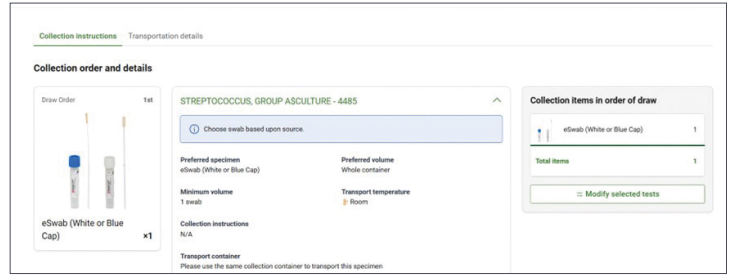 Collection instructions Transportation details
Collection order and details
Draw Order 1st
eSwab (White or Blue
Cap) ×1
STREPTOCOCCUS, GROUP A$CULTURE - 4485
Choose swab based upon source.
Preferred specimen Preferred volume
eSwab (White or Blue Cap) Whole container
Minimum volume Transport temperature
1 swab Room
Collection instructions
N/A
Transport container
Please use the same collection container to transport this specimen
Collection items in order of draw
eSwab (White or Blue Cap) 1
Total items 1
Modify selected tests